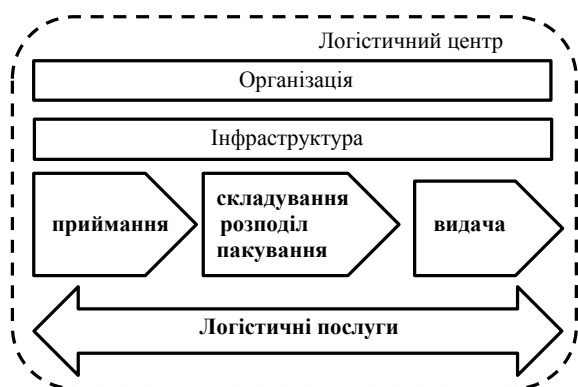 Логістичний центр
Організація
Інфраструктура
приймання
складування
розподіл
пакування
видача
Логістичні послуги